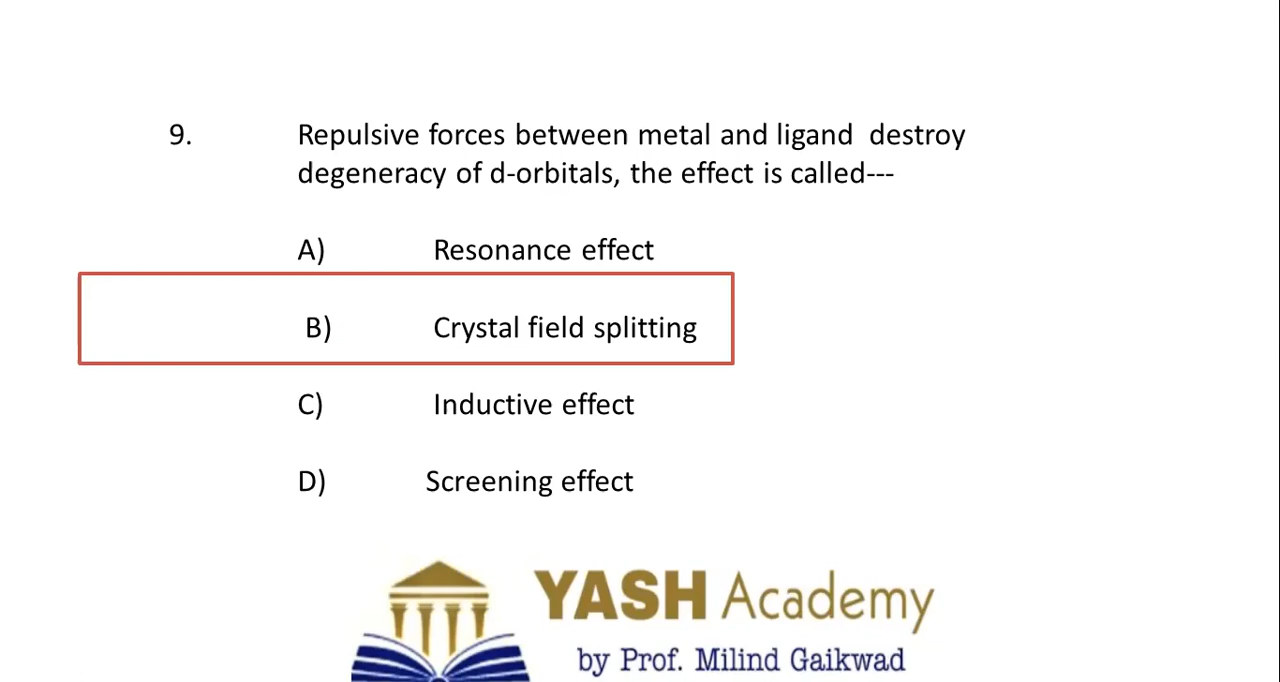 9. Repulsive forces between metal and ligand destroy
degeneracy of d-orbitals, the effect is called---
A) Resonance effect
B) Crystal field splitting
C) Inductive effect
D) Screening effect
YASH Academy
by Prof. Milind Gaikwad